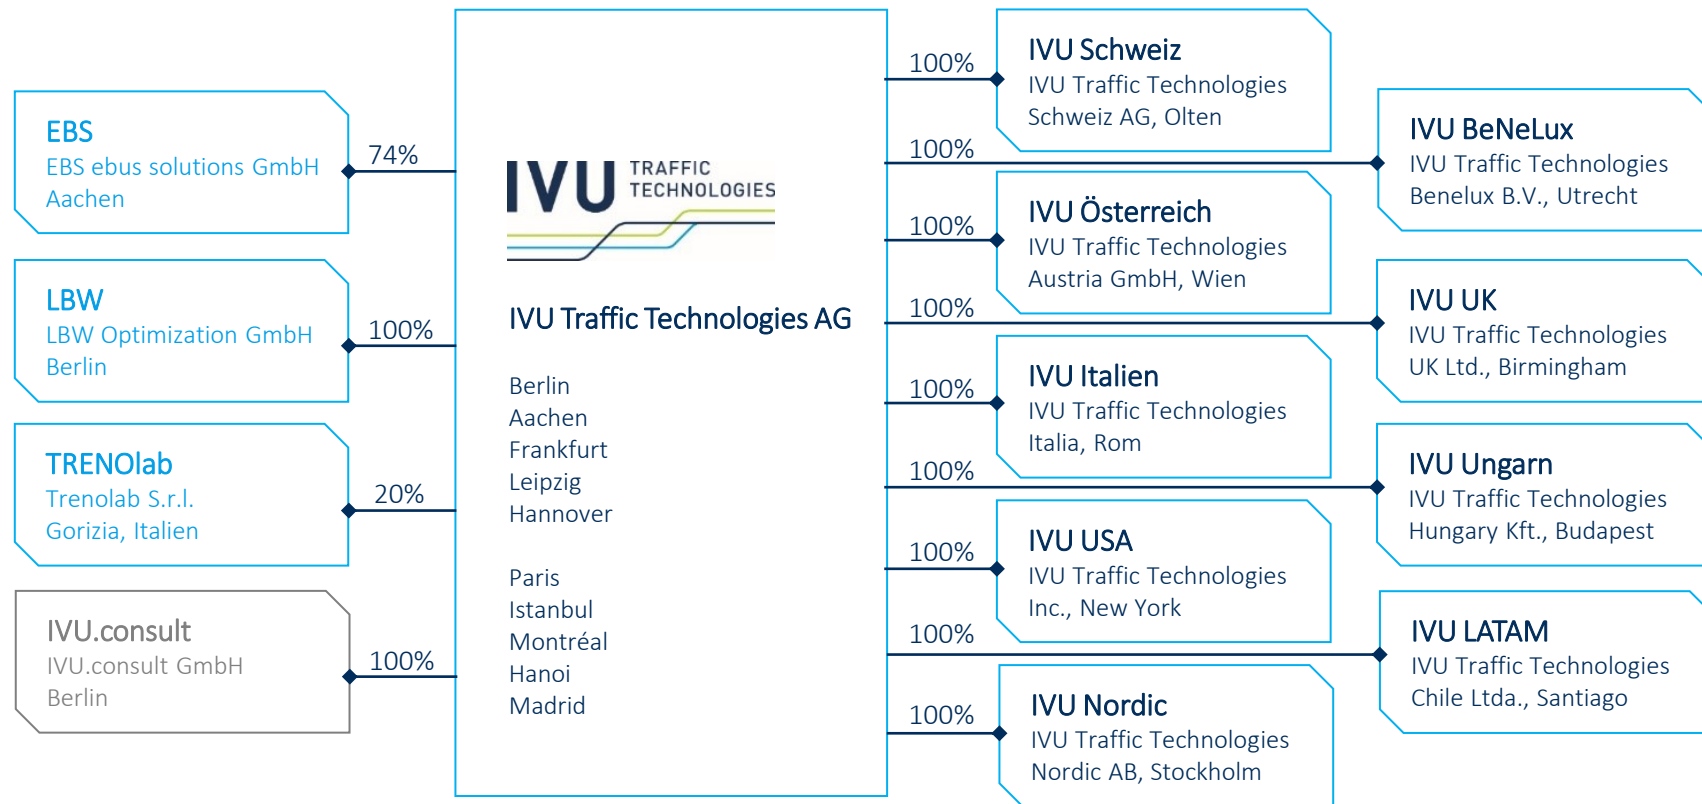 EBS
EBS ebus solutions GmbH
Aachen
74%
LBW
LBW Optimization GmbH
Berlin
100%
TRENOlab
Trenolab S.r.l.
Gorizia, Italien
20%
IVU.consult
IVU.consult GmbH
Berlin
100%
IVU TRAFFIC
TECHNOLOGIES
IVU Traffic Technologies AG
Berlin
Aachen
Frankfurt
Leipzig
Hannover
Paris
Istanbul
Montréal
Hanoi
Madrid
100%
IVU Schweiz
IVU Traffic Technologies
Schweiz AG, Olten
100%
IVU BeNeLux
IVU Traffic Technologies
Benelux B.V., Utrecht
100%
IVU Österreich
IVU Traffic Technologies
Austria GmbH, Wien
100%
IVU UK
IVU Traffic Technologies
UK Ltd., Birmingham
100%
IVU Italien
IVU Traffic Technologies
Italia, Rom
100%
IVU Ungarn
IVU Traffic Technologies
Hungary Kft., Budapest
100%
IVU USA
IVU Traffic Technologies
Inc., New York
100%
IVU LATAM
IVU Traffic Technologies
Chile Ltda., Santiago
100%
IVU Nordic
IVU Traffic Technologies
Nordic AB, Stockholm